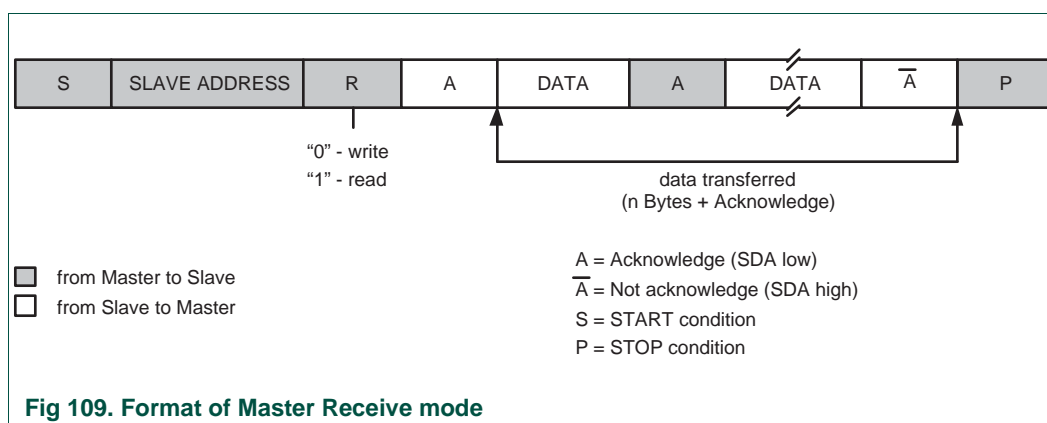 S SLAVE ADDRESS R A DATA A DATA A̅ P
“0” - write
“1” - read
data transferred
(n Bytes + Acknowledge)
from Master to Slave
from Slave to Master
A = Acknowledge (SDA low)
A̅ = Not acknowledge (SDA high)
S = START condition
P = STOP condition
Fig 109. Format of Master Receive mode